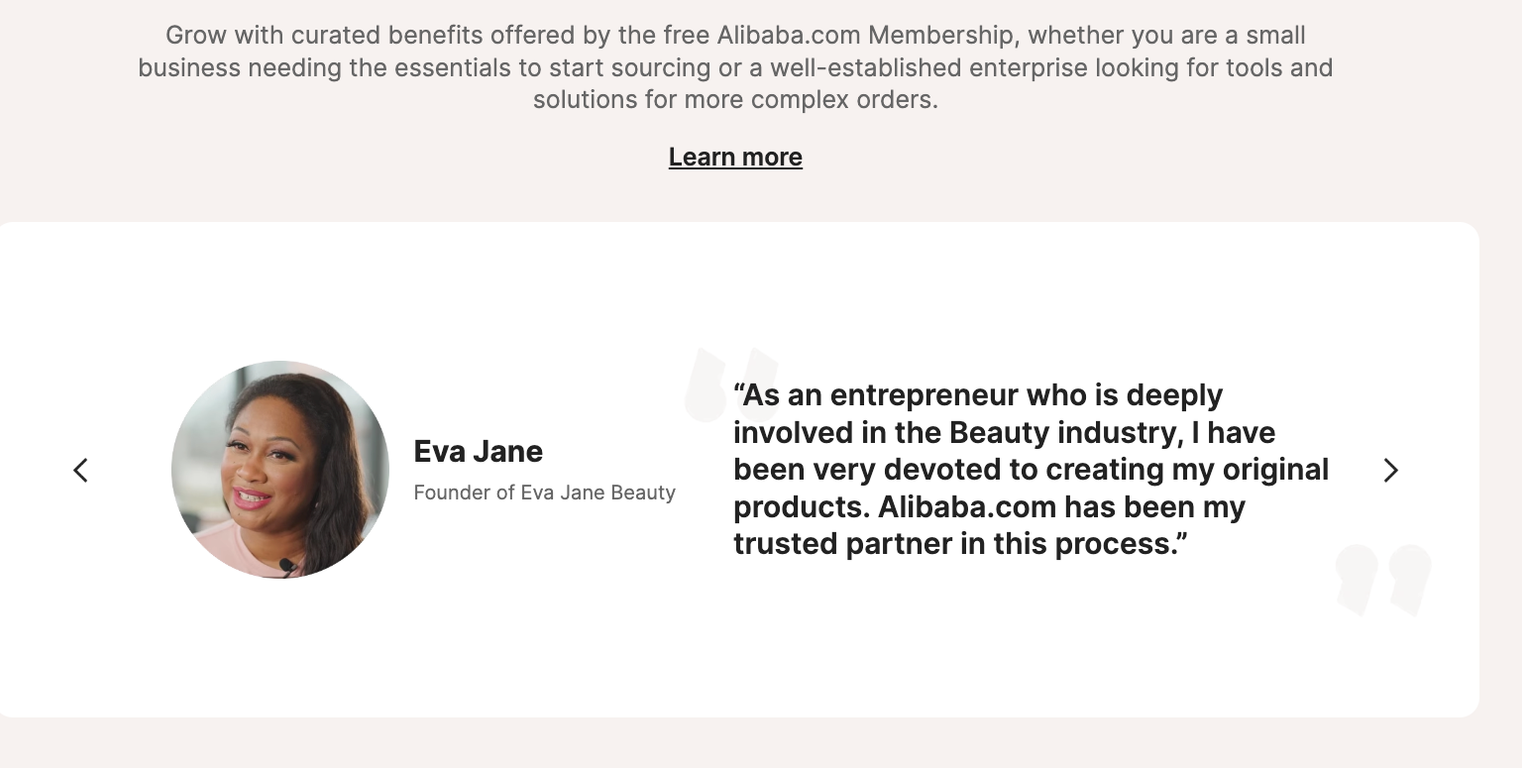 Grow with curated benefits offered by the free Alibaba.com Membership, whether you are a small
business needing the essentials to start sourcing or a well-established enterprise looking for tools and
solutions for more complex orders.
Learn more
Eva Jane
Founder of Eva Jane Beauty
“As an entrepreneur who is deeply
involved in the Beauty industry, I have
been very devoted to creating my original
products. Alibaba.com has been my
trusted partner in this process.”